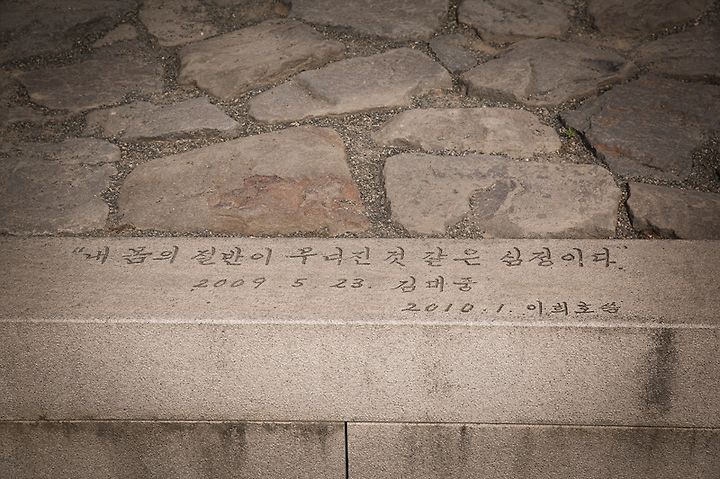 "내 몸의 절반이 무너진 것 같은 심정이다"
2009 5 23. 김대중
2010.1. 이희호씀